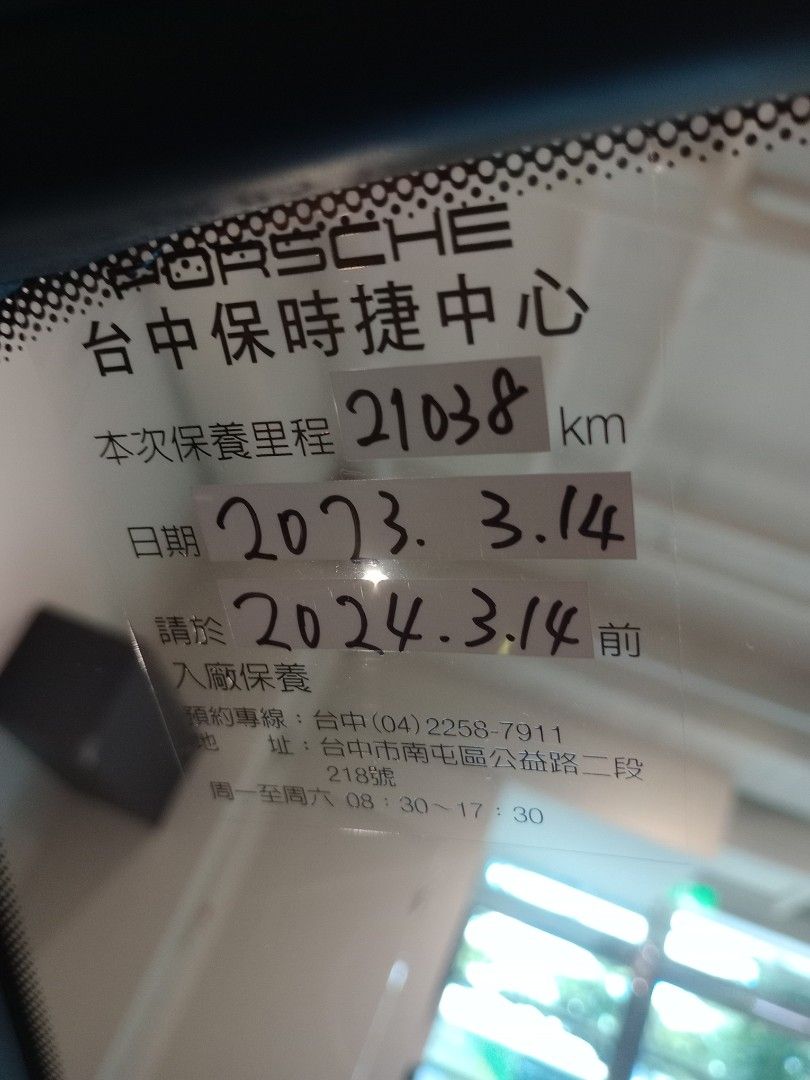 PORSCHE
台中保時捷中心
本次保養里程 21038 km
日期 2023. 3.14
請於 2024.3.14 前
入廠保養
預約專線：台中(04)2258-7911
地　址：台中市南屯區公益路二段
218號
周一至周六 08：30～17：30